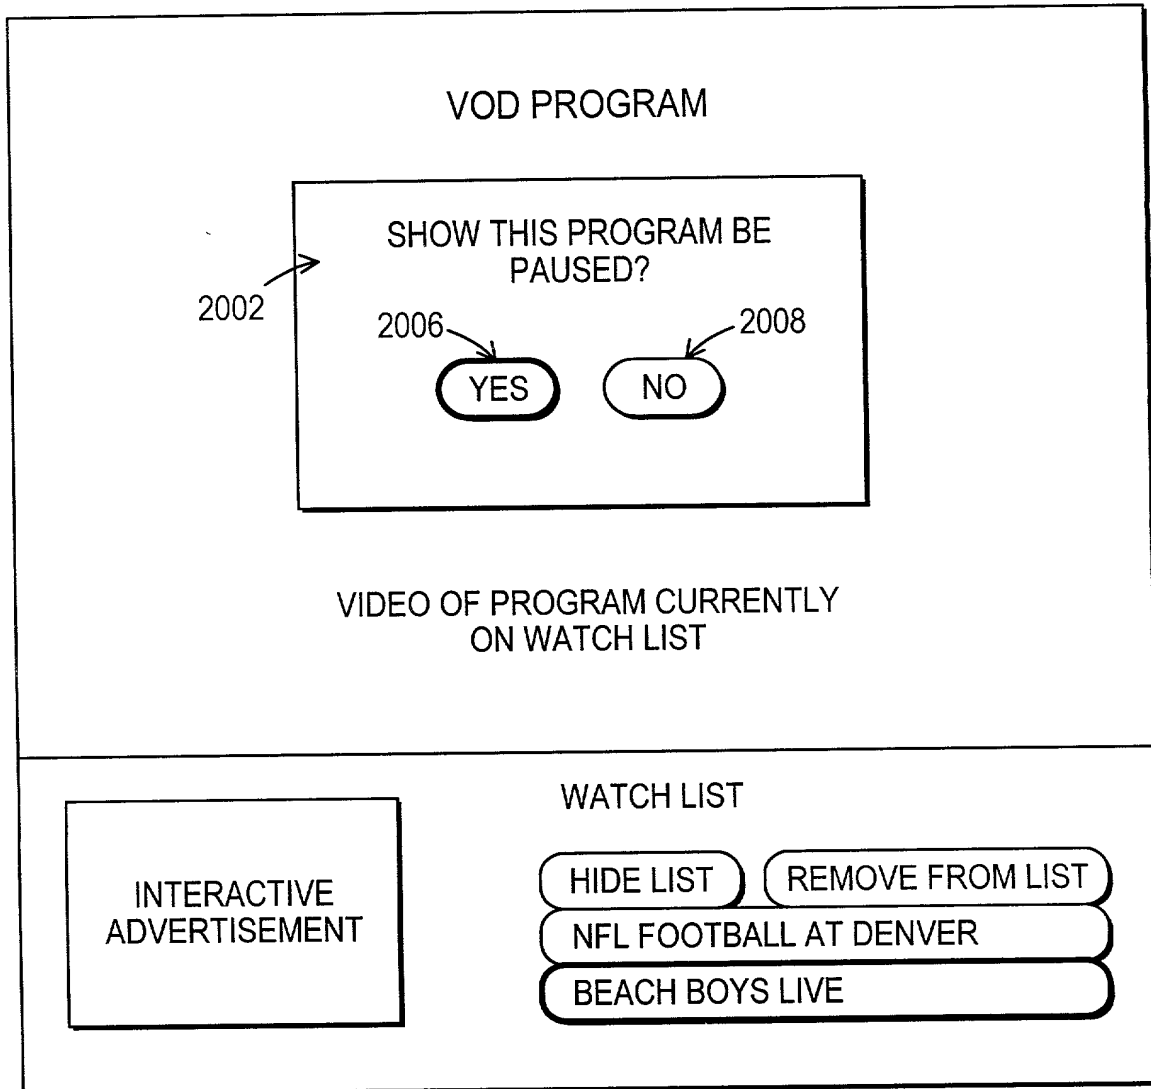 VOD PROGRAM
SHOW THIS PROGRAM BE
PAUSED?
2002
2006
2008
YES
NO
VIDEO OF PROGRAM CURRENTLY
ON WATCH LIST
WATCH LIST
INTERACTIVE
ADVERTISEMENT
HIDE LIST
REMOVE FROM LIST
NFL FOOTBALL AT DENVER
BEACH BOYS LIVE